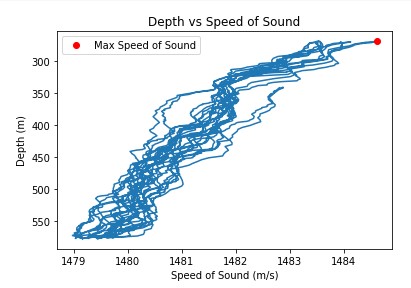 Depth vs Speed of Sound
Max Speed of Sound
300
350
400
450
500
550
Depth (m)
1479 1480 1481 1482 1483 1484
Speed of Sound (m/s)